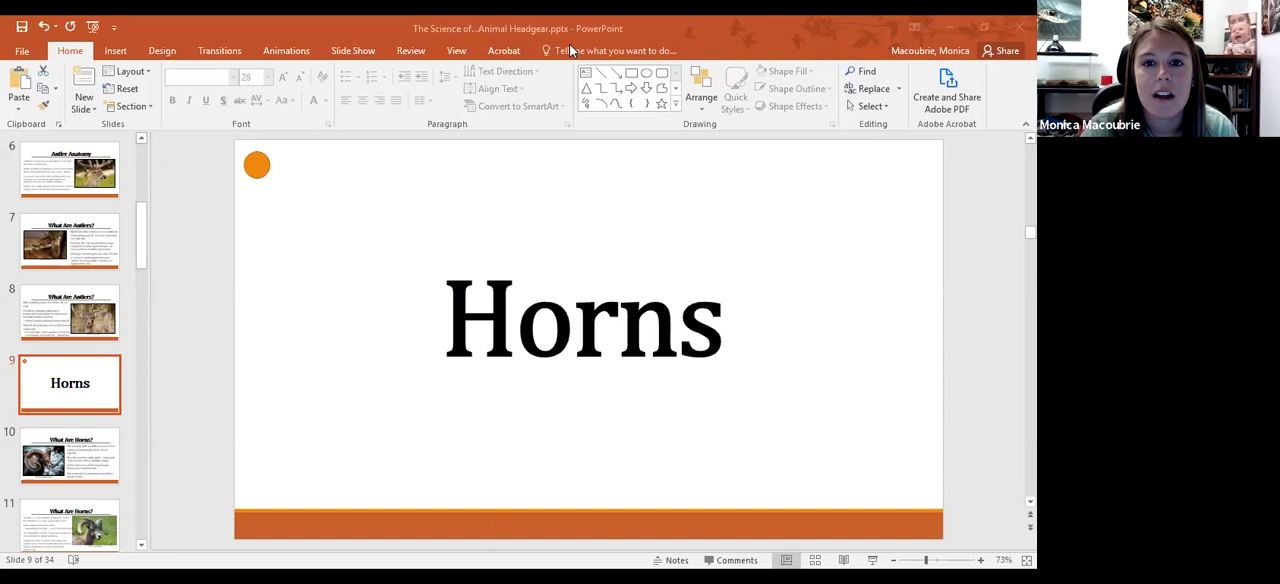 The Science of...Animal Headgear.pptx - PowerPoint
File Home Insert Design Transitions Animations Slide Show Review View Acrobat Tell me what you want to do... Macoubrie, Monica Share
Paste
Clipboard
New Slide
Layout
Reset
Section
Slides
28
B I U S abc AV Aa A
Font
Text Direction
Align Text
Convert to SmartArt
Paragraph
Arrange
Quick Styles
Shape Fill
Shape Outline
Shape Effects
Drawing
Find
Replace
Select
Editing
Create and Share Adobe PDF
Adobe Acrobat
Monica Macoubrie
6
Antler Anatomy
7
What Are Antlers?
8
What Are Antlers?
9
Horns
10
What Are Horns?
11
What Are Horns?
Horns
Slide 9 of 34
Notes
Comments
73%